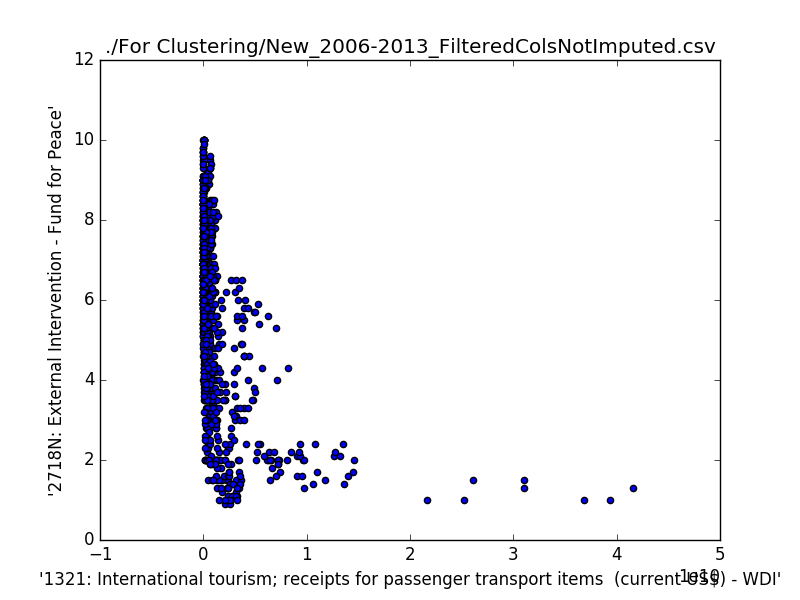 ./For Clustering/New_2006-2013_FilteredColsNotImputed.csv
'2718N: External Intervention - Fund for Peace'
12
10
8
6
4
2
0
−1 0 1 2 3 4 5
1e10
'1321: International tourism; receipts for passenger transport items (current US$) - WDI'